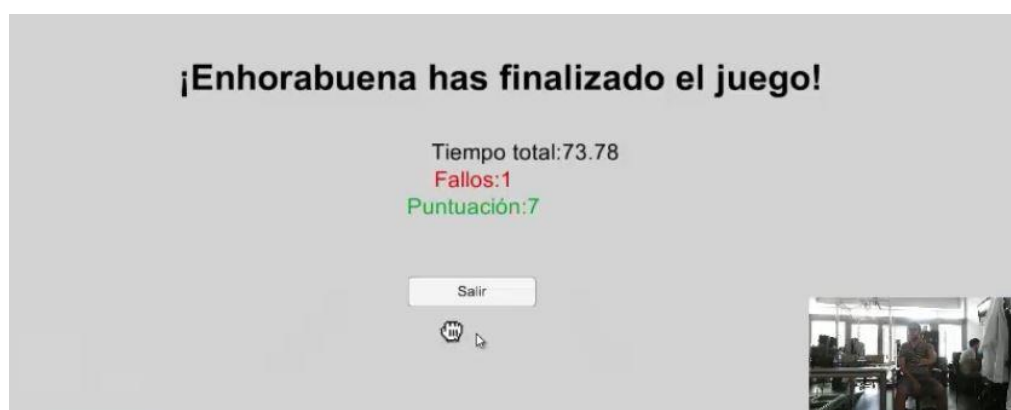 ¡Enhorabuena has finalizado el juego!
Tiempo total:73.78
Fallos:1
Puntuación:7
Salir